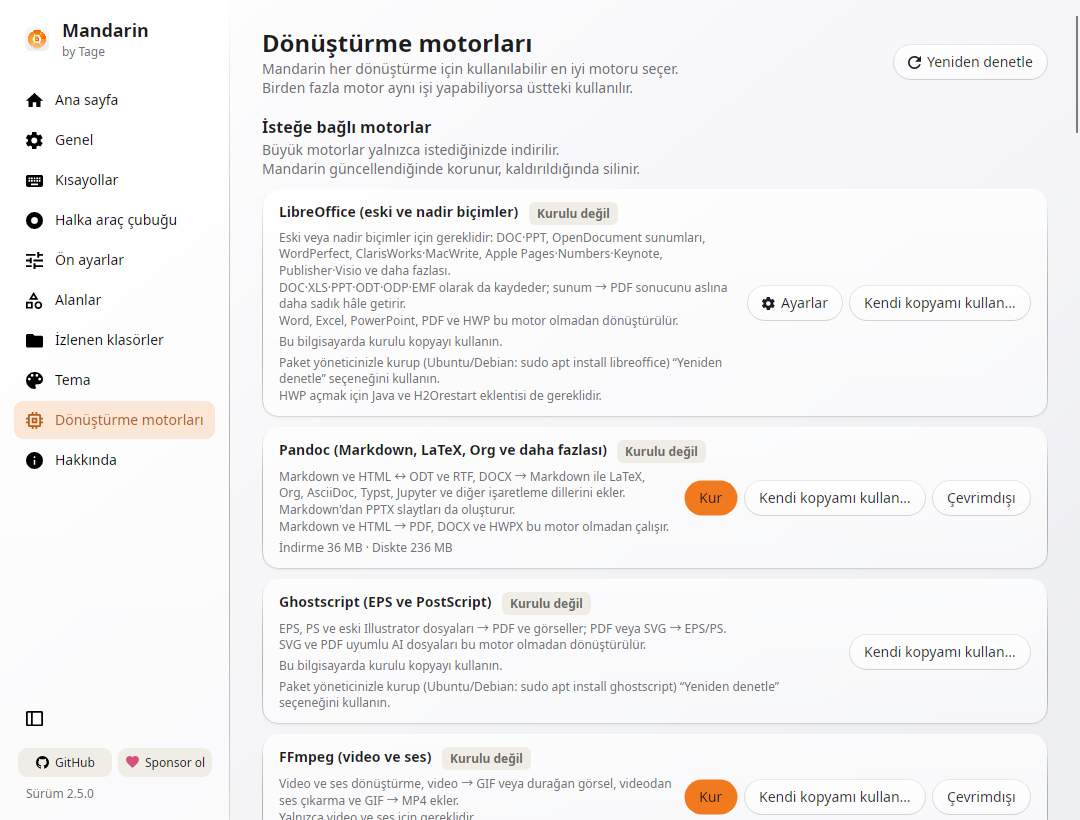 Mandarin
by Tage
Ana sayfa
Genel
Kısayollar
Halka araç çubuğu
Ön ayarlar
Alanlar
İzlenen klasörler
Tema
Dönüştürme motorları
Hakkında
GitHub
Sponsor ol
Sürüm 2.5.0
Dönüştürme motorları
Mandarin her dönüştürme için kullanılabilir en iyi motoru seçer.
Birden fazla motor aynı işi yapabiliyorsa üstteki kullanılır.
Yeniden denetle
İsteğe bağlı motorlar
Büyük motorlar yalnızca istediğinizde indirilir.
Mandarin güncellendiğinde korunur, kaldırıldığında silinir.
LibreOffice (eski ve nadir biçimler) Kurulu değil
Eski veya nadir biçimler için gereklidir: DOC·PPT, OpenDocument sunumları,
WordPerfect, ClarisWorks·MacWrite, Apple Pages·Numbers·Keynote,
Publisher·Visio ve daha fazlası.
DOC·XLS·PPT·ODT·ODP·EMF olarak da kaydeder; sunum → PDF sonucunu aslına
daha sadık hâle getirir.
Word, Excel, PowerPoint, PDF ve HWP bu motor olmadan dönüştürülür.
Bu bilgisayarda kurulu kopyayı kullanın.
Paket yöneticinizle kurup (Ubuntu/Debian: sudo apt install libreoffice) “Yeniden
denetle” seçeneğini kullanın.
HWP açmak için Java ve H2Orestart eklentisi de gereklidir.
Ayarlar
Kendi kopyamı kullan...
Pandoc (Markdown, LaTeX, Org ve daha fazlası) Kurulu değil
Markdown ve HTML ↔ ODT ve RTF, DOCX → Markdown ile LaTeX,
Org, AsciiDoc, Typst, Jupyter ve diğer işaretleme dillerini ekler.
Markdown'dan PPTX slaytları da oluşturur.
Markdown ve HTML → PDF, DOCX ve HWPX bu motor olmadan çalışır.
İndirme 36 MB · Diskte 236 MB
Kur
Kendi kopyamı kullan...
Çevrimdışı
Ghostscript (EPS ve PostScript) Kurulu değil
EPS, PS ve eski Illustrator dosyaları → PDF ve görseller; PDF veya SVG → EPS/PS.
SVG ve PDF uyumlu AI dosyaları bu motor olmadan dönüştürülür.
Bu bilgisayarda kurulu kopyayı kullanın.
Paket yöneticinizle kurup (Ubuntu/Debian: sudo apt install ghostscript) “Yeniden denetle”
seçeneğini kullanın.
Kendi kopyamı kullan...
FFmpeg (video ve ses) Kurulu değil
Video ve ses dönüştürme, video → GIF veya durağan görsel, videodan
ses çıkarma ve GIF → MP4 ekler.
Yalnızca video ve ses için gereklidir.
Kur
Kendi kopyamı kullan...
Çevrimdışı